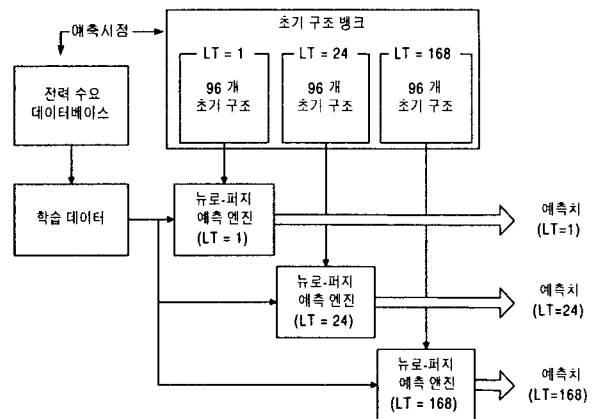 초기 구조 뱅크
예측시점
LT = 1
LT = 24
LT = 168
96 개
초기 구조
96 개
초기 구조
96 개
초기 구조
전력 수요
데이터베이스
학습 데이터
뉴로-퍼지
예측 엔진
(LT = 1)
예측치
(LT=1)
뉴로-퍼지
예측 엔진
(LT = 24)
예측치
(LT=24)
뉴로-퍼지
예측 엔진
(LT = 168)
예측치
(LT=168)